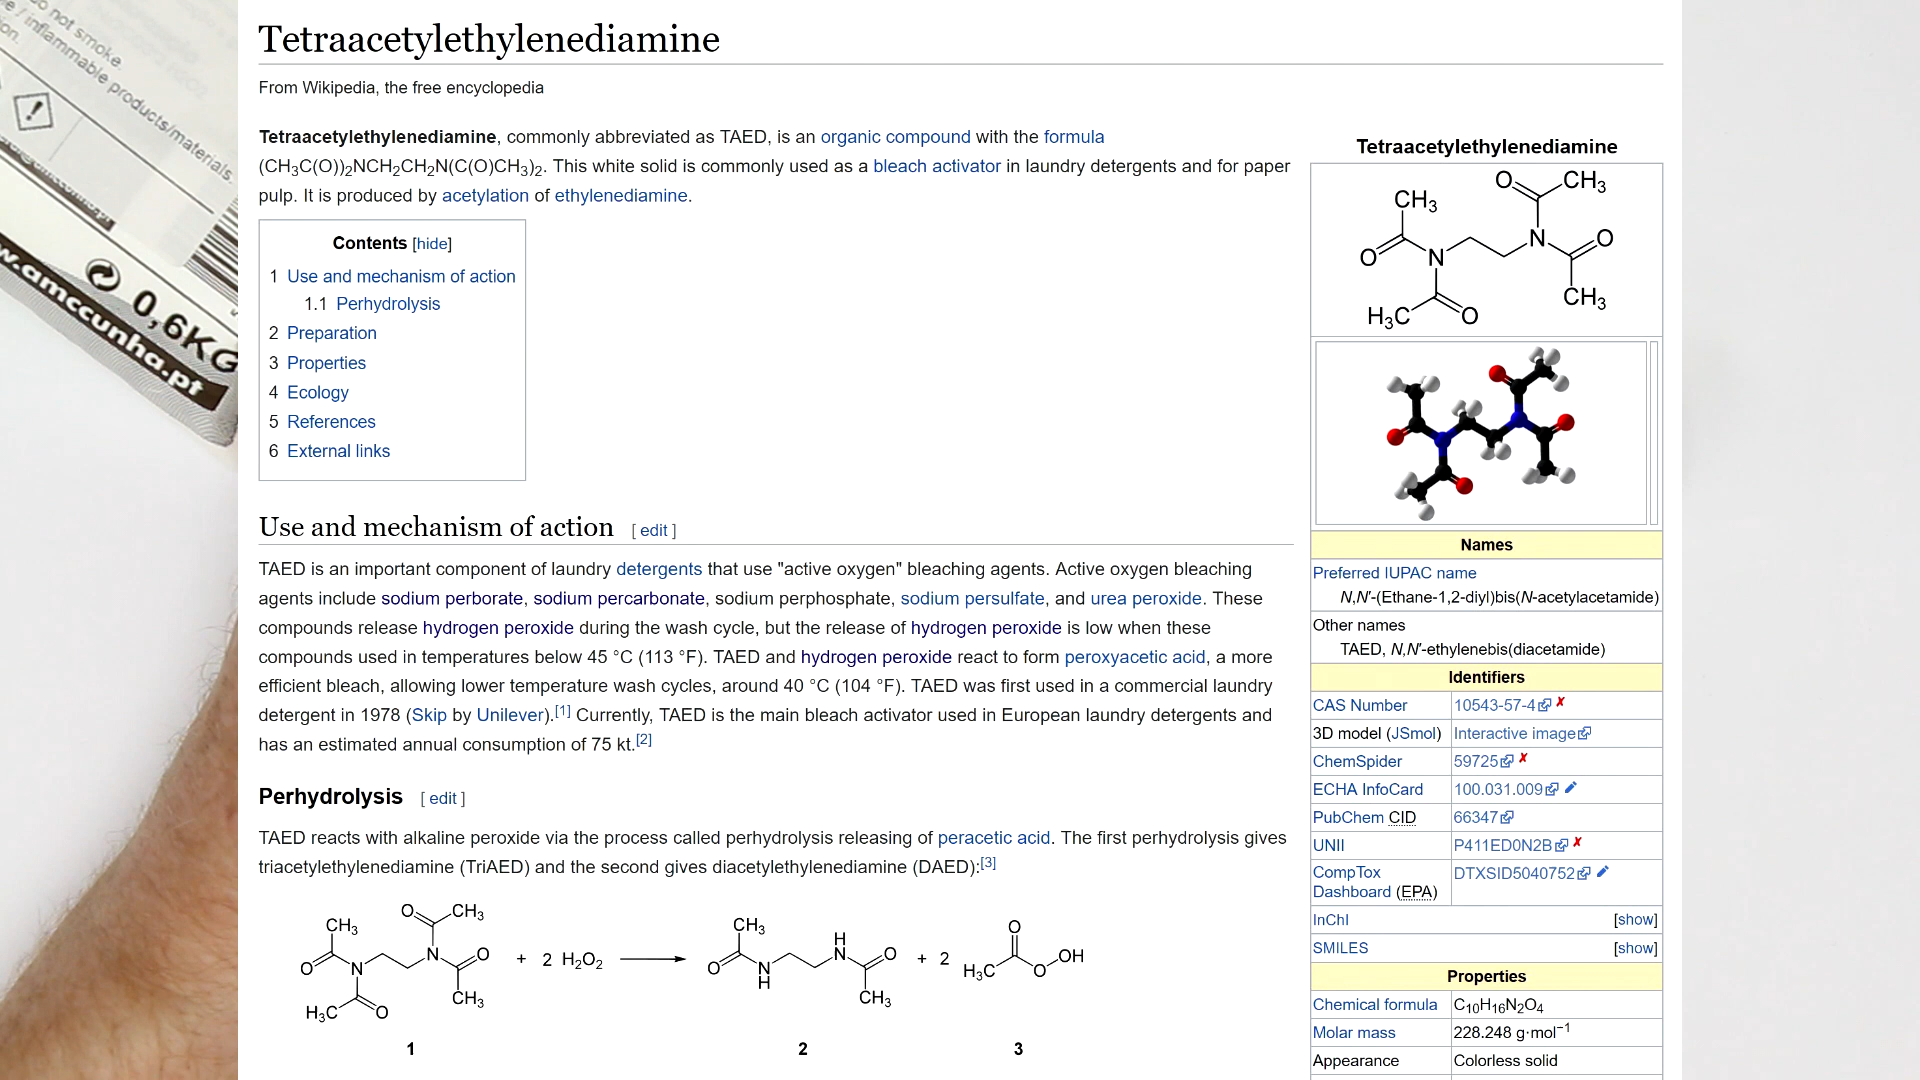 do not smoke.
inflammable products/materials.
0,6KG
w.amccunha.pt
Tetraacetylethylenediamine
From Wikipedia, the free encyclopedia
Tetraacetylethylenediamine, commonly abbreviated as TAED, is an organic compound with the formula
(CH3C(O))2NCH2CH2N(C(O)CH3)2. This white solid is commonly used as a bleach activator in laundry detergents and for paper
pulp. It is produced by acetylation of ethylenediamine.
Contents [hide]
1 Use and mechanism of action
1.1 Perhydrolysis
2 Preparation
3 Properties
4 Ecology
5 References
6 External links
Use and mechanism of action [ edit ]
TAED is an important component of laundry detergents that use "active oxygen" bleaching agents. Active oxygen bleaching
agents include sodium perborate, sodium percarbonate, sodium perphosphate, sodium persulfate, and urea peroxide. These
compounds release hydrogen peroxide during the wash cycle, but the release of hydrogen peroxide is low when these
compounds used in temperatures below 45 °C (113 °F). TAED and hydrogen peroxide react to form peroxyacetic acid, a more
efficient bleach, allowing lower temperature wash cycles, around 40 °C (104 °F). TAED was first used in a commercial laundry
detergent in 1978 (Skip by Unilever).[1] Currently, TAED is the main bleach activator used in European laundry detergents and
has an estimated annual consumption of 75 kt.[2]
Perhydrolysis [ edit ]
TAED reacts with alkaline peroxide via the process called perhydrolysis releasing of peracetic acid. The first perhydrolysis gives
triacetylethylenediamine (TriAED) and the second gives diacetylethylenediamine (DAED):[3]
O CH3
CH3
N O
O N
CH3
H3C O
+ 2 H2O2
CH3
H
N O
O N
H
CH3
+ 2
O
OH
H3C O
1 2 3
Tetraacetylethylenediamine
O CH3
CH3
N O
O N
CH3
H3C O
Names
Preferred IUPAC name
N,N′-(Ethane-1,2-diyl)bis(N-acetylacetamide)
Other names
TAED, N,N′-ethylenebis(diacetamide)
Identifiers
CAS Number 10543-57-4 ✗
3D model (JSmol) Interactive image
ChemSpider 59725 ✗
ECHA InfoCard 100.031.009
PubChem CID 66347
UNII P411ED0N2B ✗
CompTox
Dashboard (EPA) DTXSID5040752
InChI [show]
SMILES [show]
Properties
Chemical formula C10H16N2O4
Molar mass 228.248 g·mol−1
Appearance Colorless solid